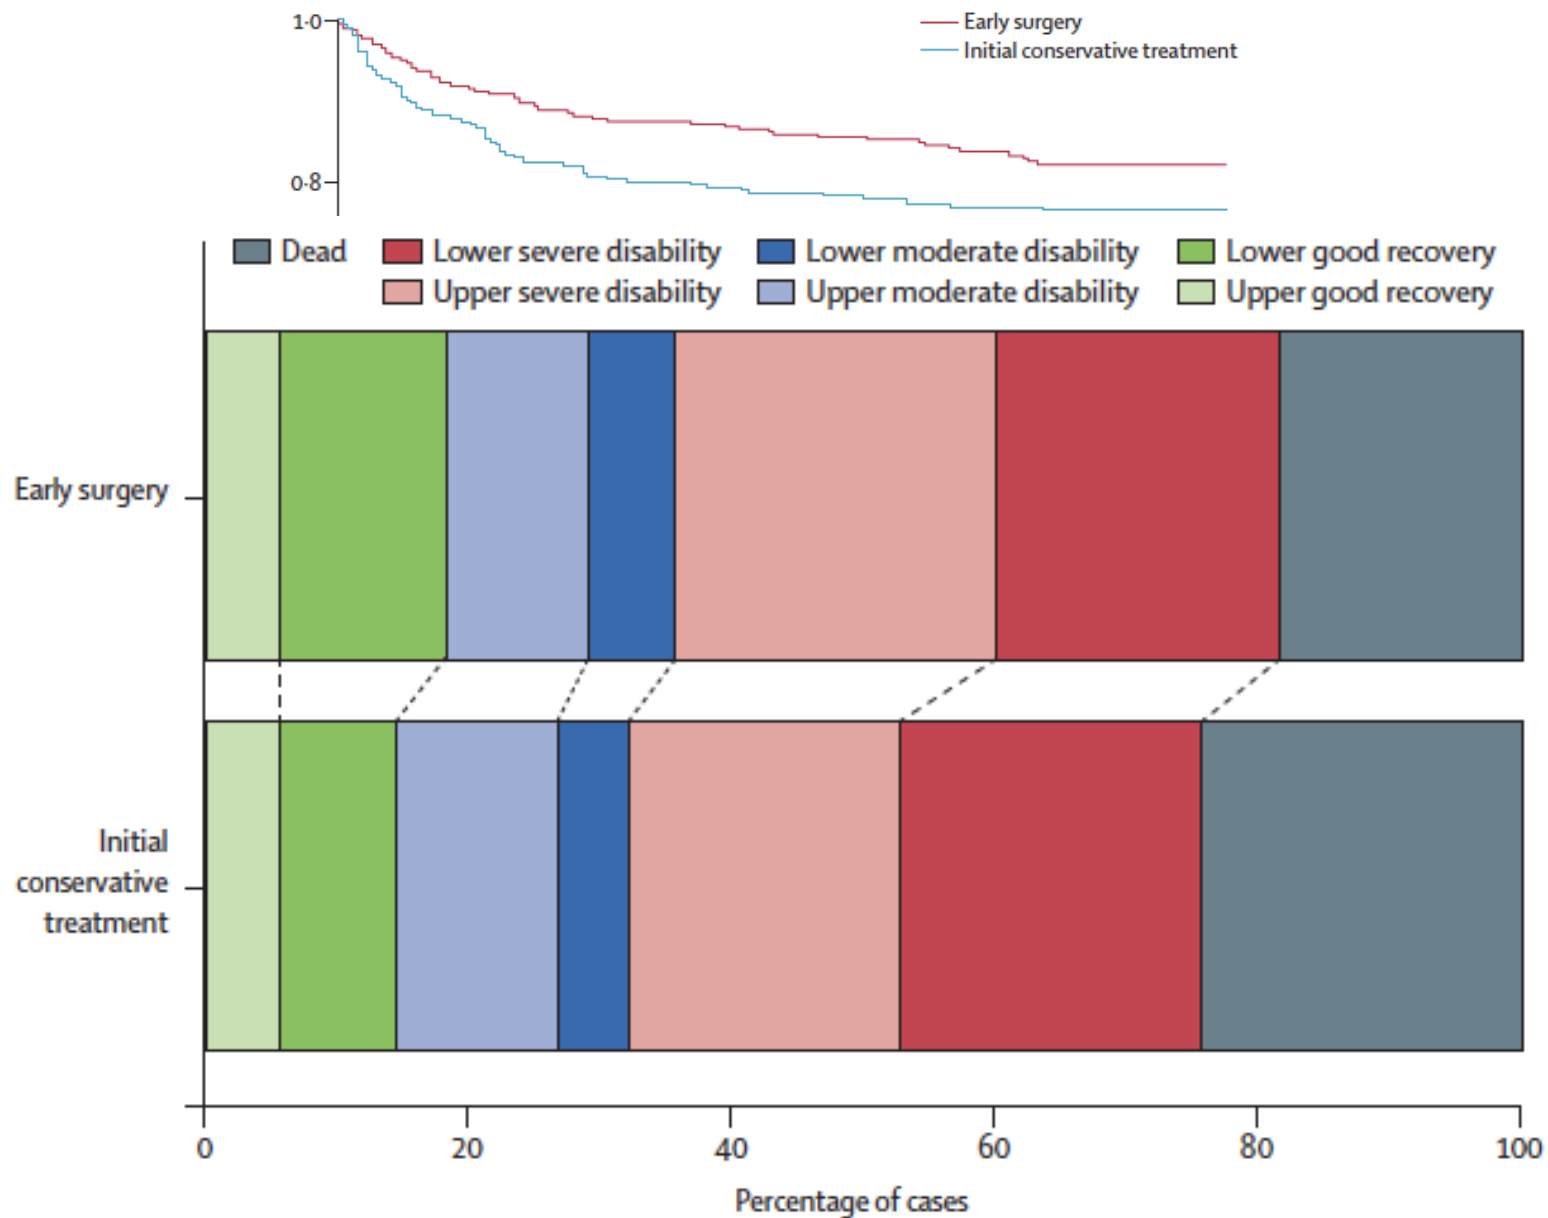 1·0
Early surgery
Initial conservative treatment
0·8
Dead
Lower severe disability
Lower moderate disability
Lower good recovery
Upper severe disability
Upper moderate disability
Upper good recovery
Early surgery
Initial
conservative
treatment
0 20 40 60 80 100
Percentage of cases